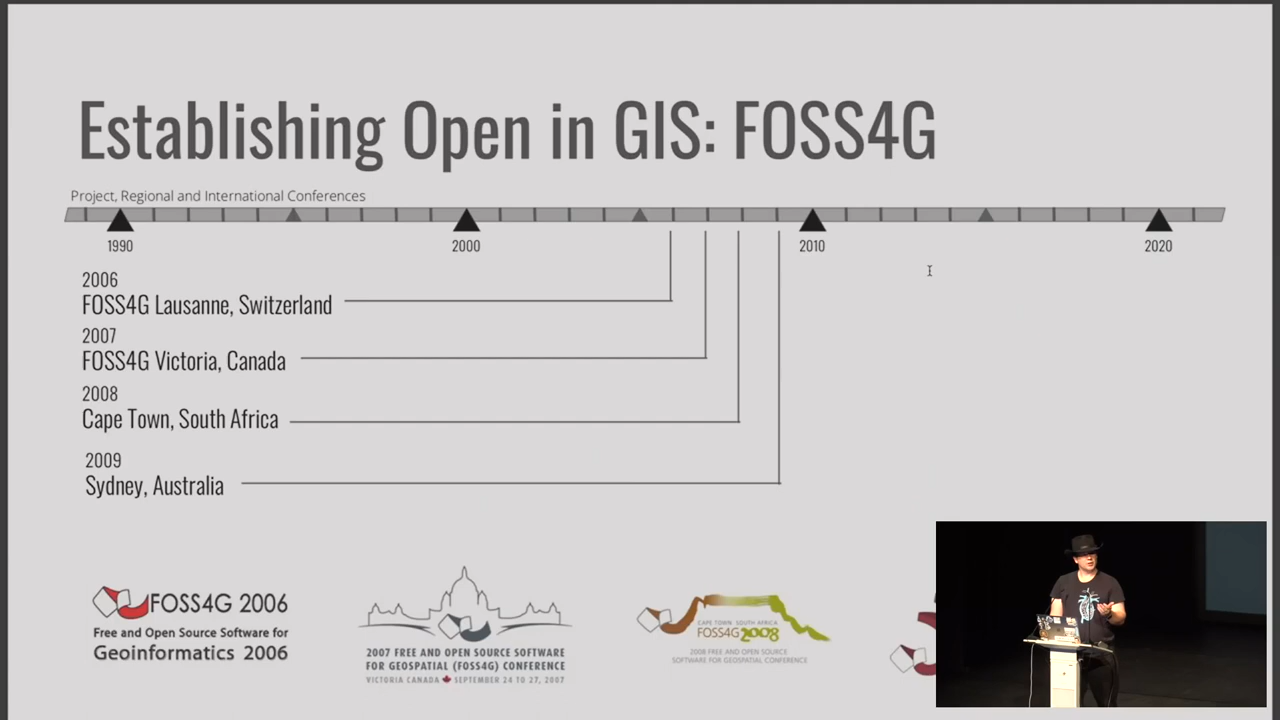 Establishing Open in GIS: FOSS4G
Project, Regional and International Conferences
1990 2000 2010 2020
2006
FOSS4G Lausanne, Switzerland
2007
FOSS4G Victoria, Canada
2008
Cape Town, South Africa
2009
Sydney, Australia
FOSS4G 2006
Free and Open Source Software for
Geoinformatics 2006
2007 FREE AND OPEN SOURCE SOFTWARE
FOR GEOSPATIAL (FOSS4G) CONFERENCE
VICTORIA CANADA SEPTEMBER 24 TO 27, 2007
CAPE TOWN SOUTH AFRICA
FOSS4G 2008
2008 FREE AND OPEN SOURCE
SOFTWARE FOR GEOSPATIAL CONFERENCE